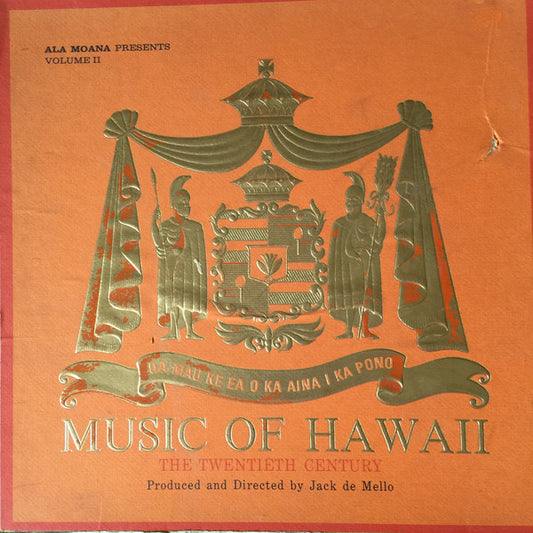 ALA MOANA PRESENTS
VOLUME II
UA MAU KE EA O KA AINA I KA PONO
MUSIC OF HAWAII
THE TWENTIETH CENTURY
Produced and Directed by Jack de Mello